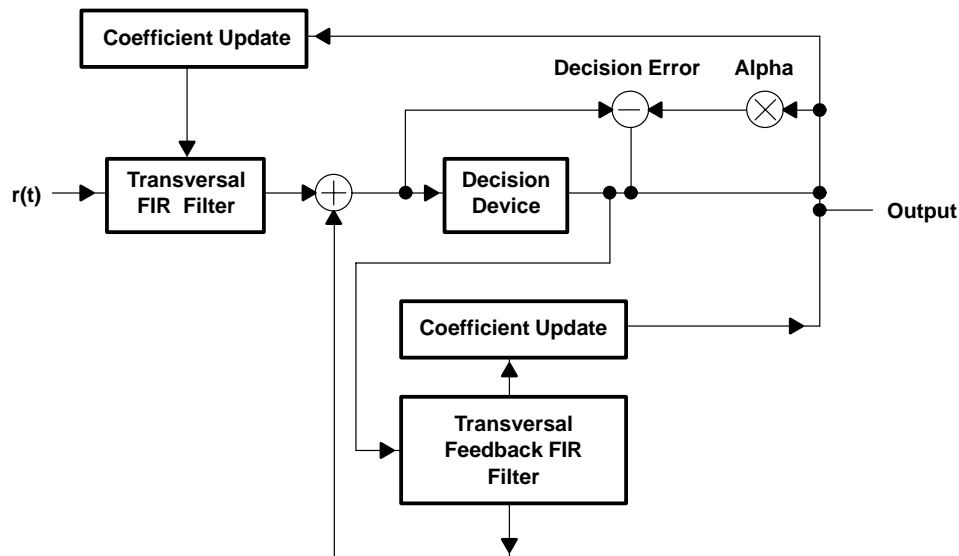 Coefficient Update
Decision Error
Alpha
r(t)
Transversal
FIR Filter
Decision
Device
Output
Coefficient Update
Transversal
Feedback FIR
Filter